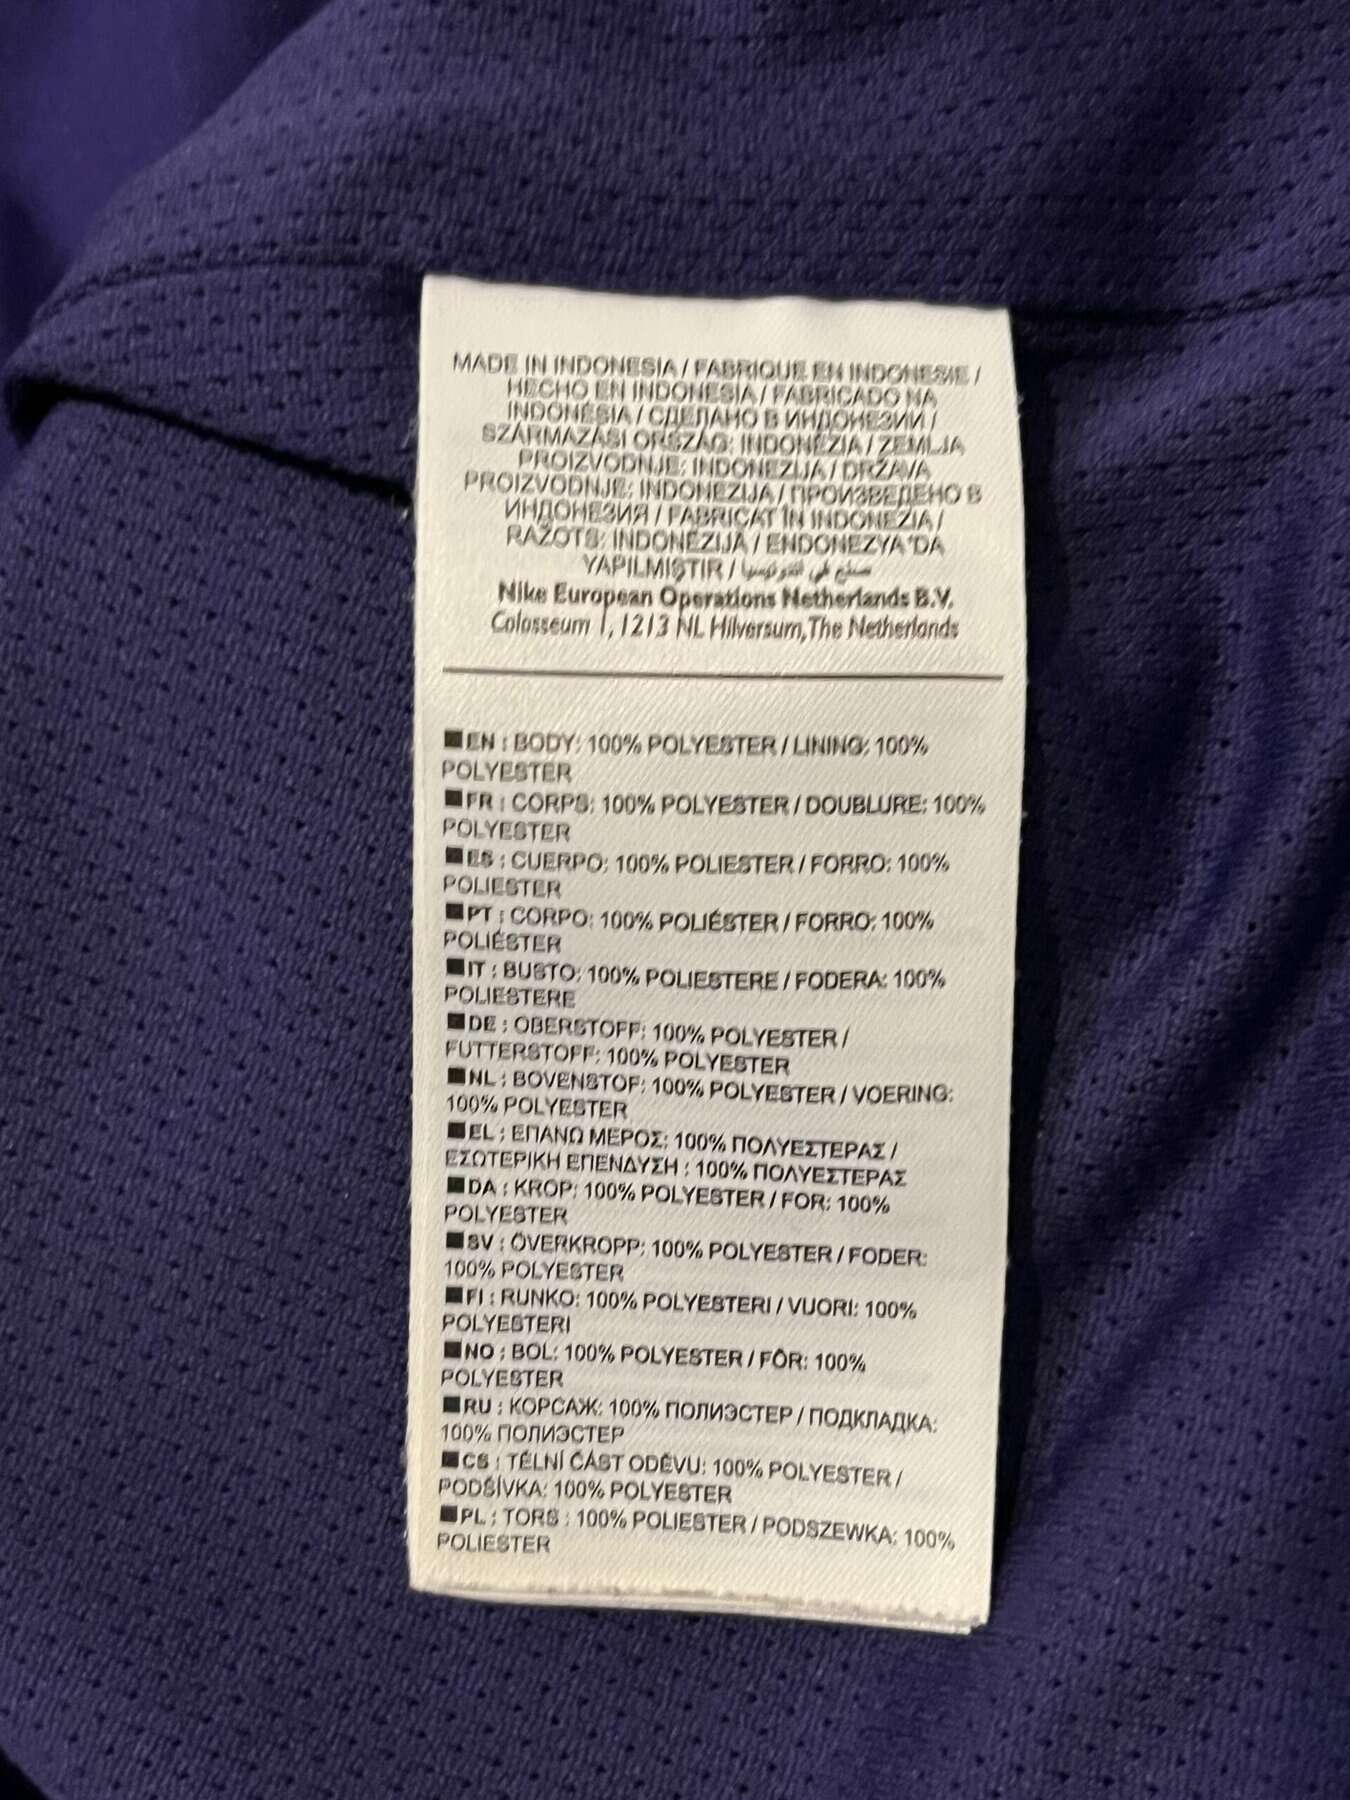 MADE IN INDONESIA / FABRIQUE EN INDONESIE /
HECHO EN INDONESIA / FABRICADO NA
INDONÉSIA / СДЕЛАНО В ИНДОНЕЗИИ /
SZÁRMAZÁSI ORSZÁG: INDONÉZIA / ZEMLJA
PROIZVODNJE: INDONEZIJA / DRŽAVA
PROIZVODNJE: INDONEZIJA / ПРОИЗВЕДЕНО В
ИНДОНЕЗИЯ / FABRICAT ÎN INDONEZIA /
RAŽOTS: INDONĒZIJĀ / ENDONEZYA'DA
YAPILMIŞTIR / صنع في اندونيسيا
Nike European Operations Netherlands B.V.
Colosseum 1, 1213 NL Hilversum, The Netherlands
■EN : BODY: 100% POLYESTER / LINING: 100%
POLYESTER
■FR : CORPS: 100% POLYESTER / DOUBLURE: 100%
POLYESTER
■ES : CUERPO: 100% POLIESTER / FORRO: 100%
POLIESTER
■PT : CORPO: 100% POLIÉSTER / FORRO: 100%
POLIÉSTER
■IT : BUSTO: 100% POLIESTERE / FODERA: 100%
POLIESTERE
■DE : OBERSTOFF: 100% POLYESTER /
FUTTERSTOFF: 100% POLYESTER
■NL : BOVENSTOF: 100% POLYESTER / VOERING:
100% POLYESTER
■EL : ΕΠΑΝΩ ΜΕΡΟΣ: 100% ΠΟΛΥΕΣΤΕΡΑΣ /
ΕΣΩΤΕΡΙΚΗ ΕΠΕΝΔΥΣΗ : 100% ΠΟΛΥΕΣΤΕΡΑΣ
■DA : KROP: 100% POLYESTER / FOR: 100%
POLYESTER
■SV : ÖVERKROPP: 100% POLYESTER / FODER:
100% POLYESTER
■FI : RUNKO: 100% POLYESTERI / VUORI: 100%
POLYESTERI
■NO : BOL: 100% POLYESTER / FÔR: 100%
POLYESTER
■RU : КОРСАЖ: 100% ПОЛИЭСТЕР / ПОДКЛАДКА:
100% ПОЛИЭСТЕР
■CS : TĚLNÍ ČÁST ODĚVU: 100% POLYESTER /
PODŠÍVKA: 100% POLYESTER
■PL : TORS : 100% POLIESTER / PODSZEWKA: 100%
POLIESTER